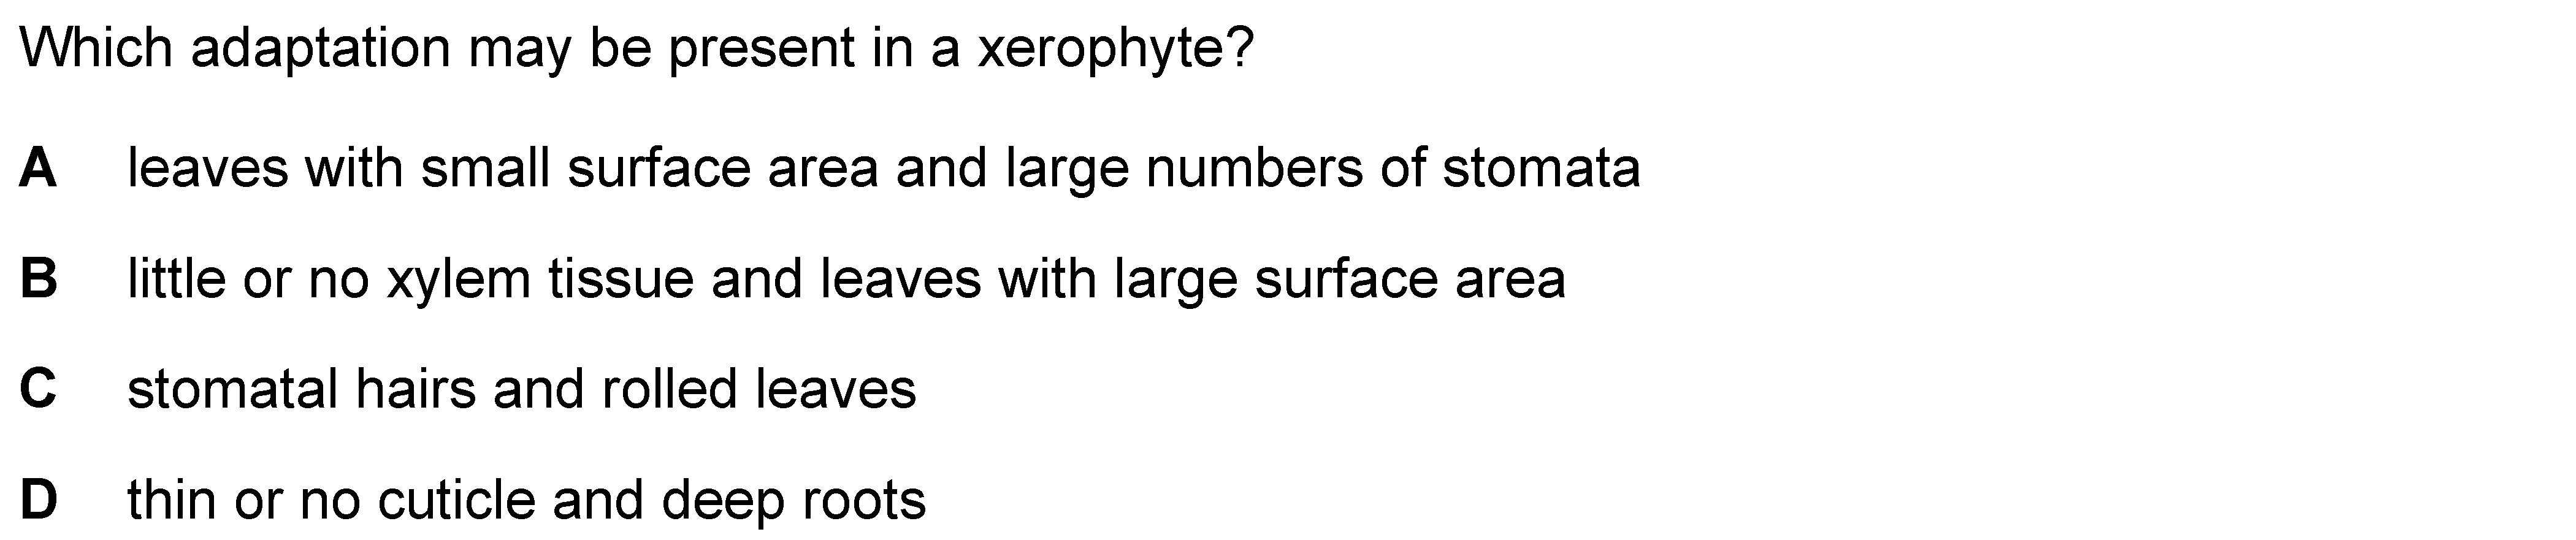 Which adaptation may be present in a xerophyte?
A leaves with small surface area and large numbers of stomata
B little or no xylem tissue and leaves with large surface area
C stomatal hairs and rolled leaves
D thin or no cuticle and deep roots